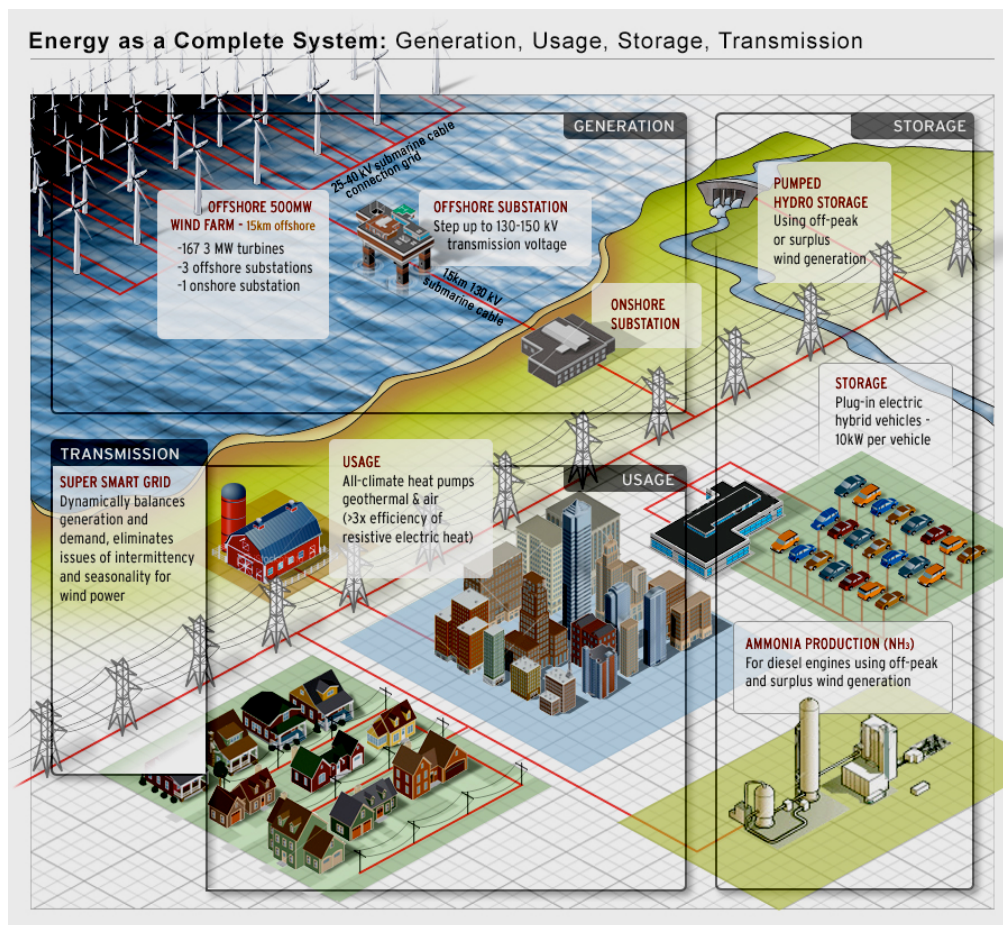 Energy as a Complete System: Generation, Usage, Storage, Transmission
GENERATION
STORAGE
25-40 kV submarine cable
connection grid
OFFSHORE 500MW
WIND FARM - 15km offshore
-167 3 MW turbines
-3 offshore substations
-1 onshore substation
OFFSHORE SUBSTATION
Step up to 130-150 kV
transmission voltage
15km 130 kV
submarine cable
ONSHORE
SUBSTATION
PUMPED
HYDRO STORAGE
Using off-peak
or surplus
wind generation
STORAGE
Plug-in electric
hybrid vehicles -
10kW per vehicle
TRANSMISSION
SUPER SMART GRID
Dynamically balances
generation and
demand, eliminates
issues of intermittency
and seasonality for
wind power
USAGE
All-climate heat pumps
geothermal & air
(>3x efficiency of
resistive electric heat)
USAGE
AMMONIA PRODUCTION (NH₃)
For diesel engines using off-peak
and surplus wind generation